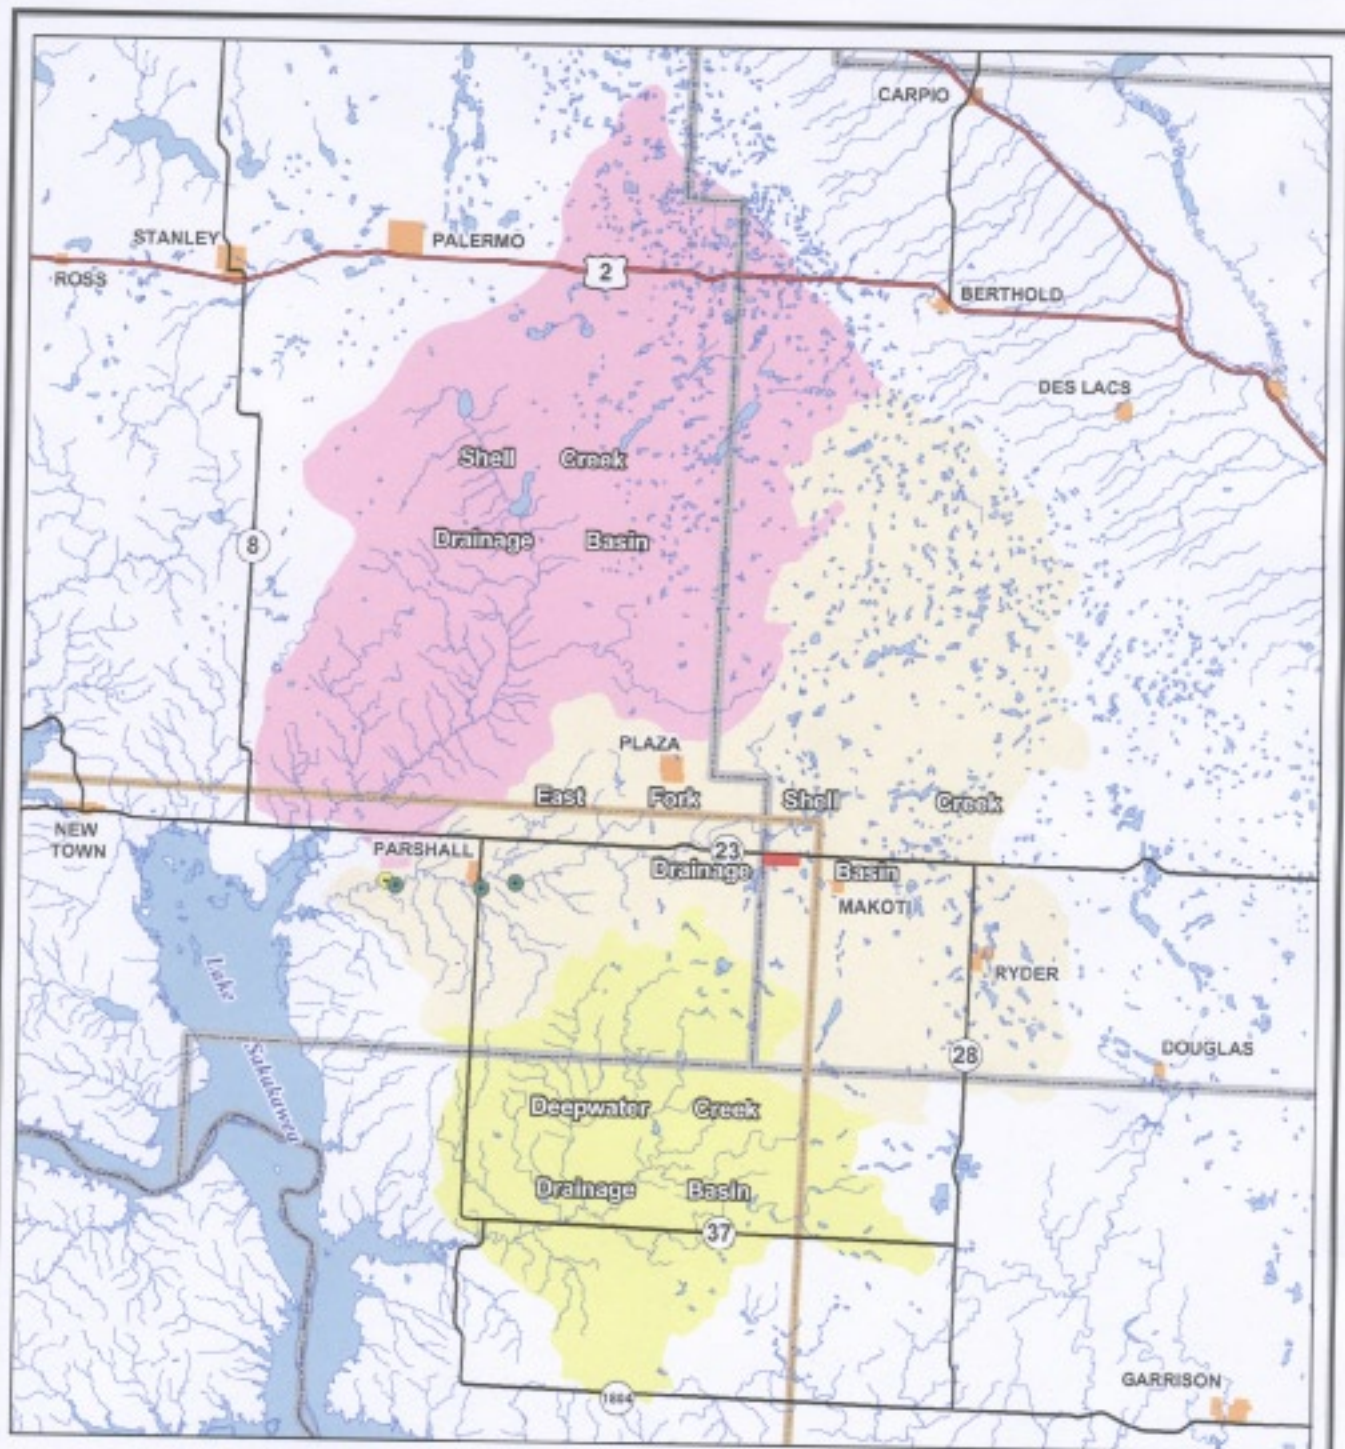 CARPIO
STANLEY
PALERMO
ROSS
2
BERTHOLD
DES LACS
Shell Creek
Drainage Basin
8
PLAZA
East Fork Shell Creek
NEW
TOWN
PARSHALL
23
Drainage Basin
MAKOTI
RYDER
Lake
Sakakawea
28
DOUGLAS
Deepwater Creek
Drainage Basin
37
1804
GARRISON